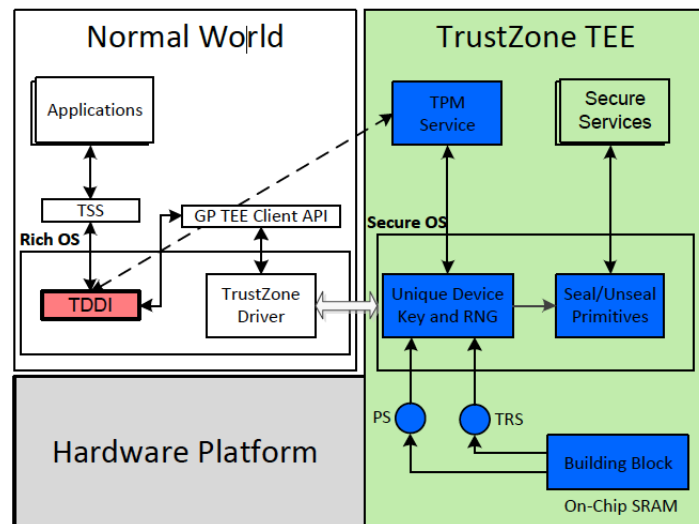 Normal World
TrustZone TEE
Applications
TPM
Service
Secure
Services
TSS
GP TEE Client API
Rich OS
Secure OS
TDDI
TrustZone
Driver
Unique Device
Key and RNG
Seal/Unseal
Primitives
PS
TRS
Hardware Platform
Building Block
On-Chip SRAM